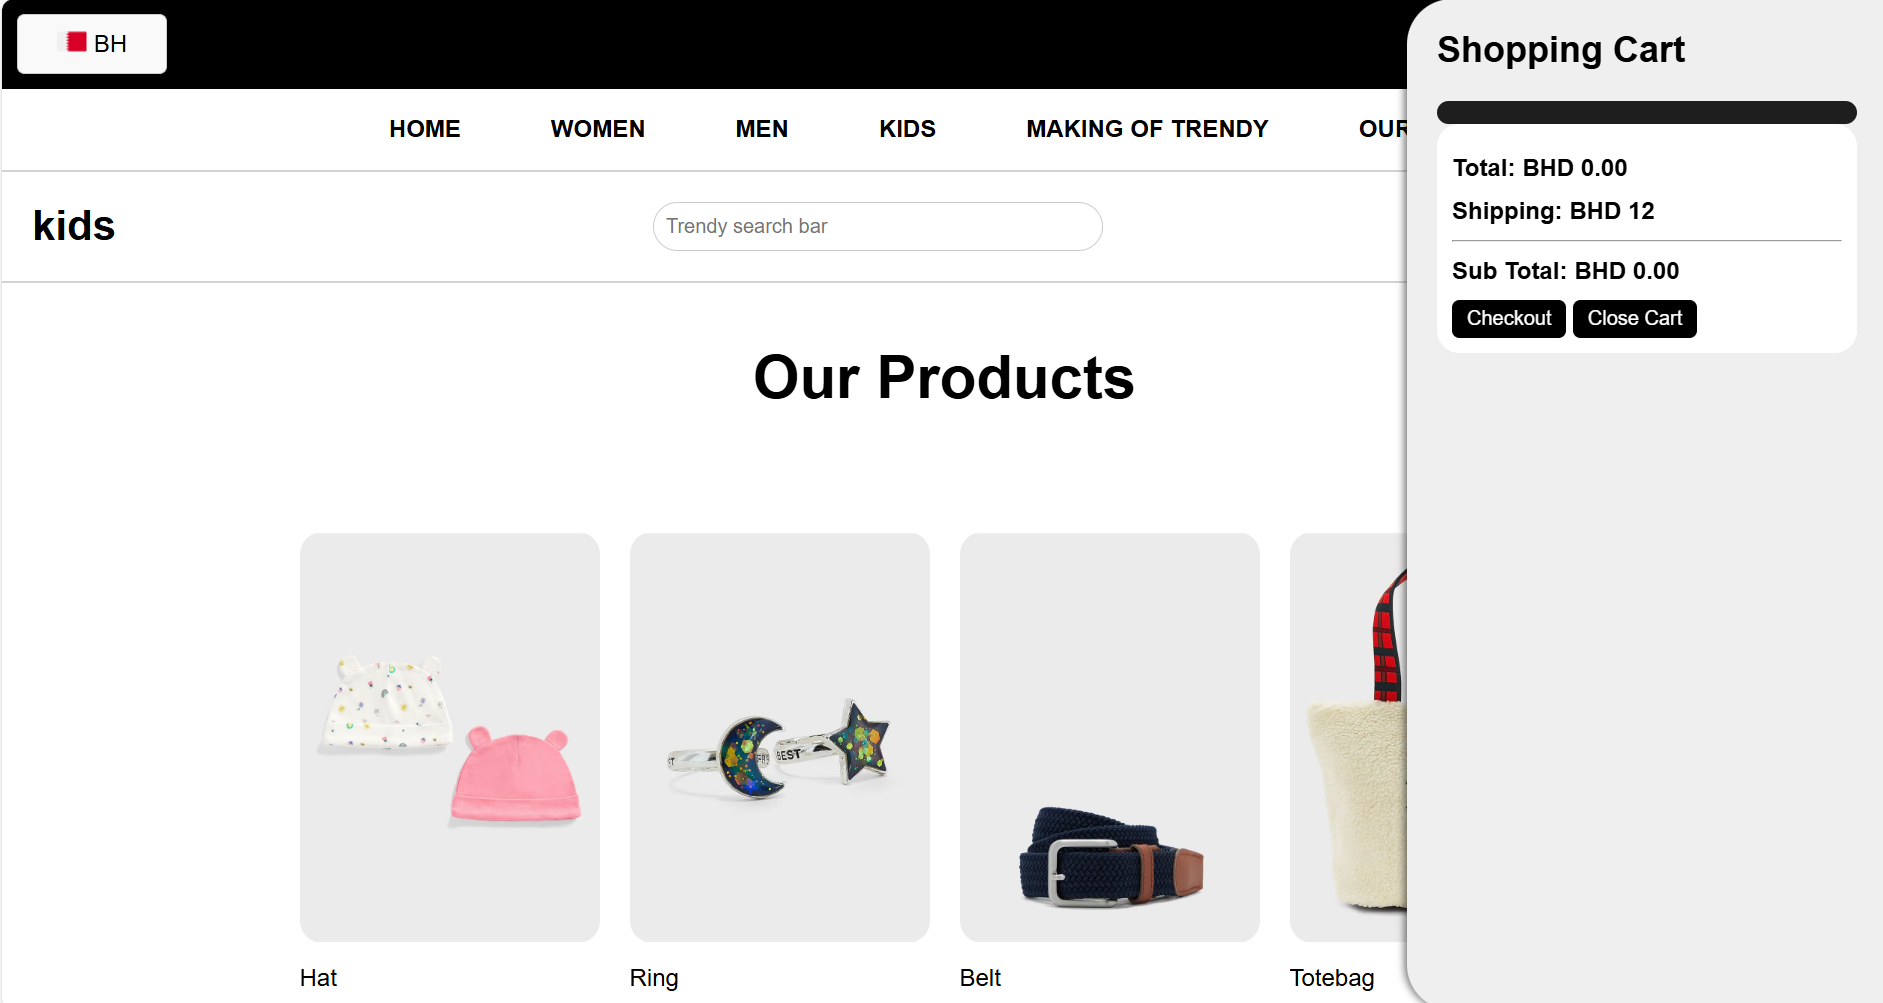 BH
HOME WOMEN MEN KIDS MAKING OF TRENDY OUR
kids
Trendy search bar
Our Products
BEST
Hat Ring Belt Totebag
Shopping Cart
Total: BHD 0.00
Shipping: BHD 12
Sub Total: BHD 0.00
Checkout Close Cart